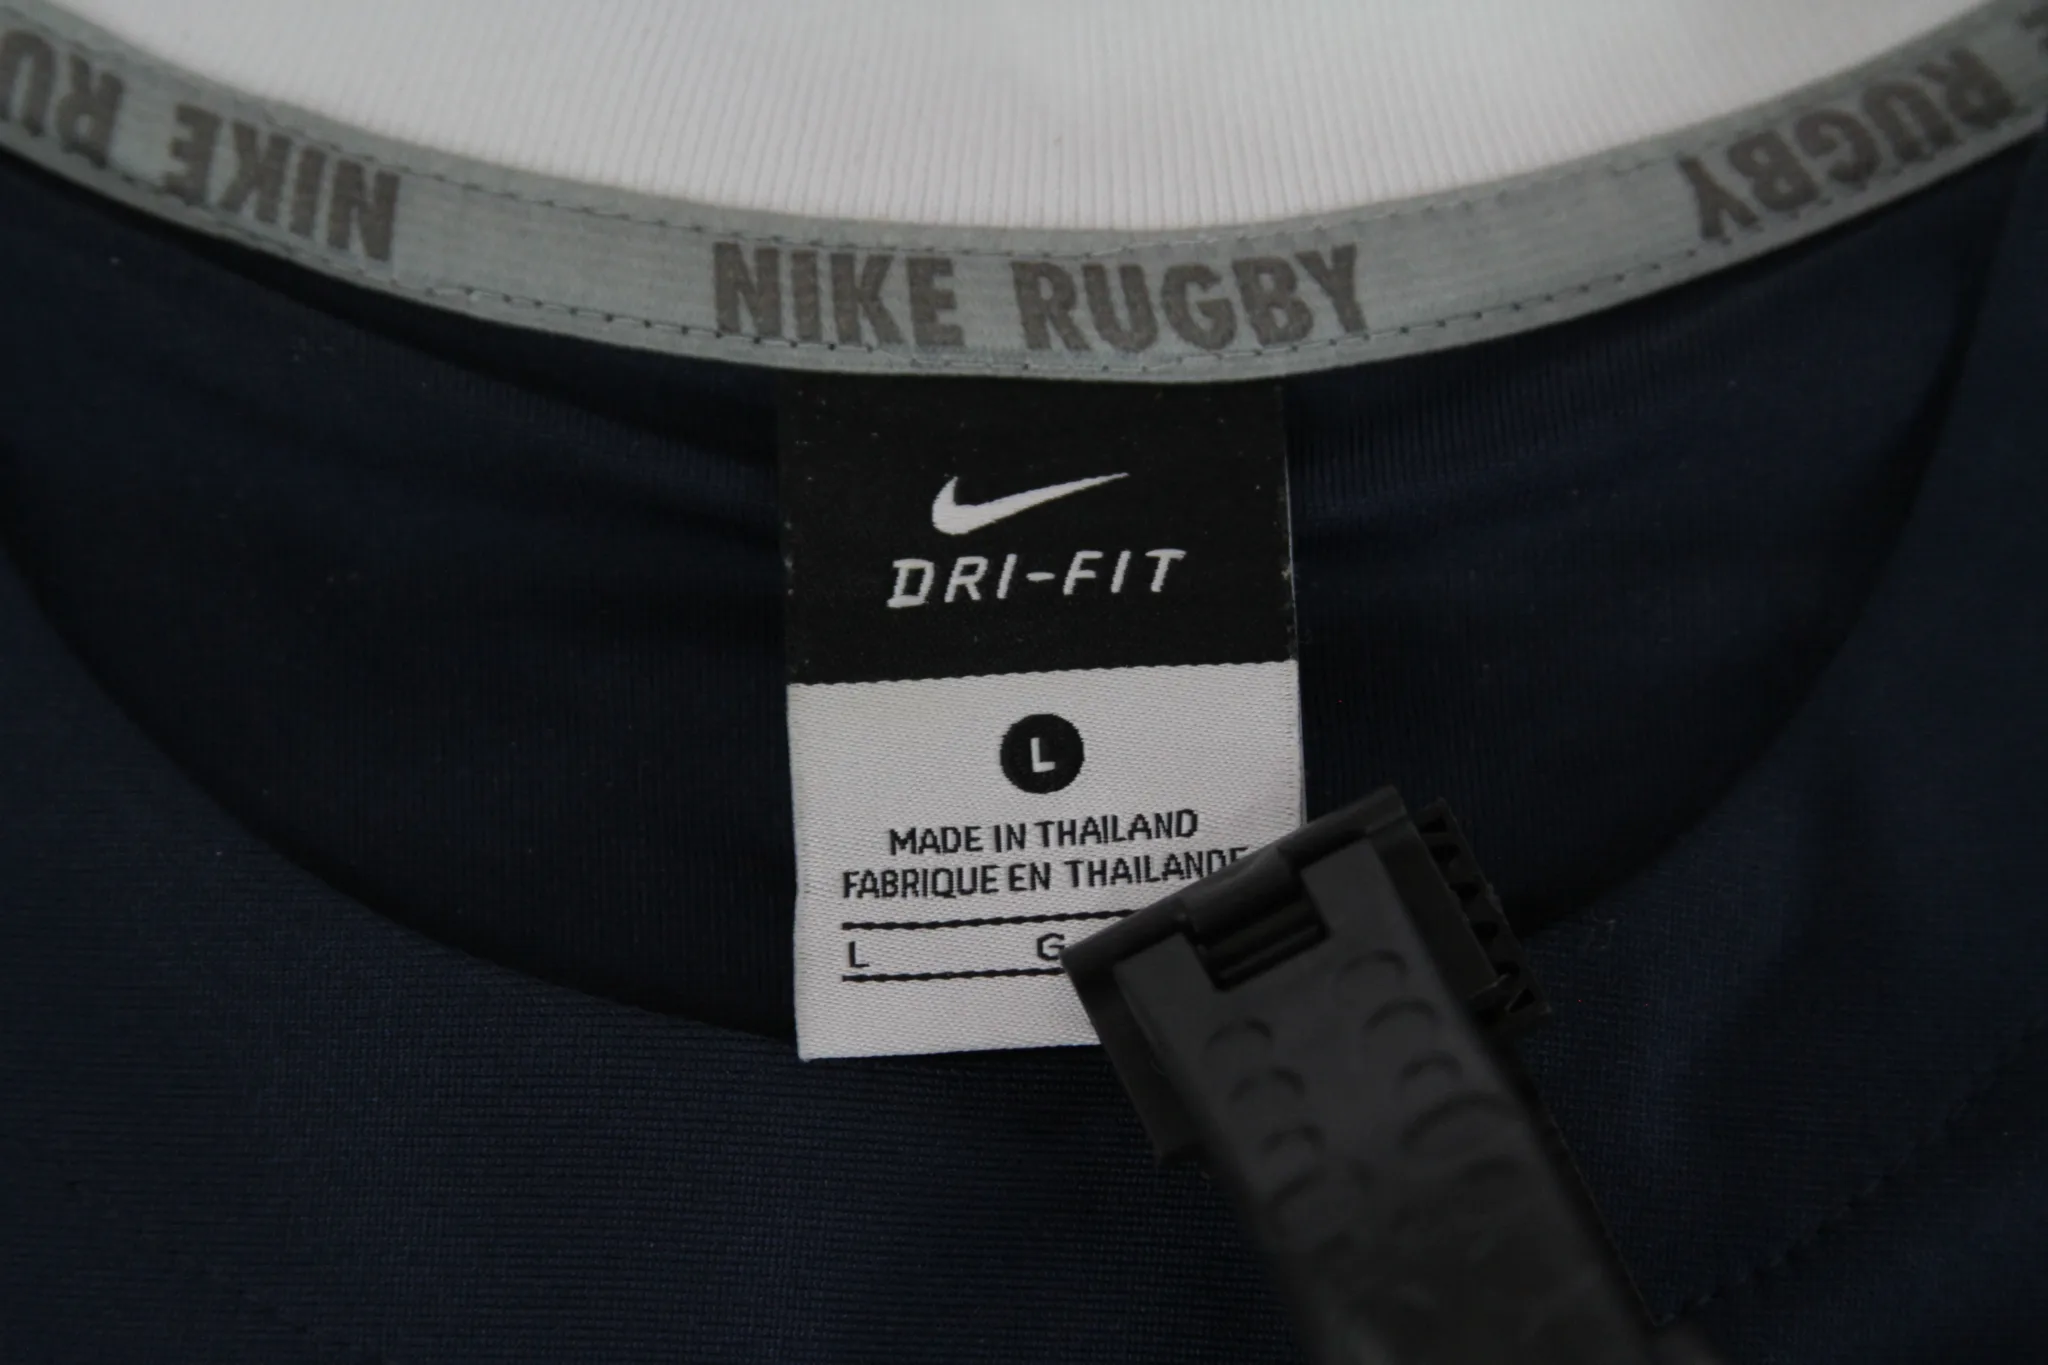 NIKE RU
NIKE RUGBY
RUGBY
DRI-FIT
L
MADE IN THAILAND
FABRIQUE EN THAILANDE
L G